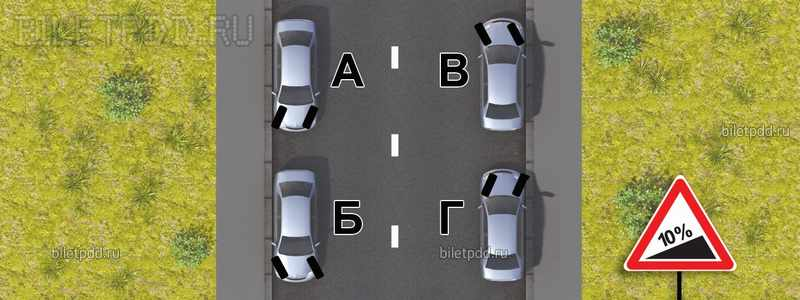 BILETPDD.RU
А
В
biletpdd.ru
Б
Г
biletpdd.ru
biletpdd.ru
10%